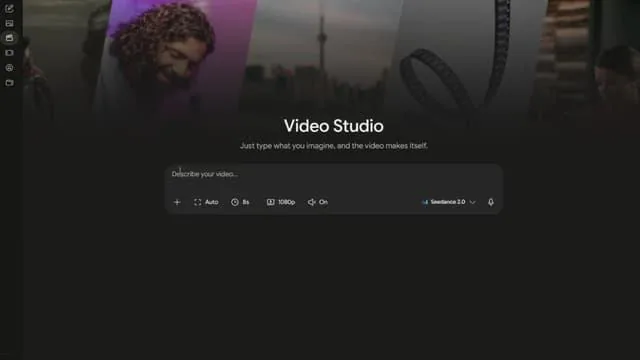 Video Studio
Just type what you imagine, and the video makes itself.
Describe your video...
Auto 8s 1080p On Seedance 2.0